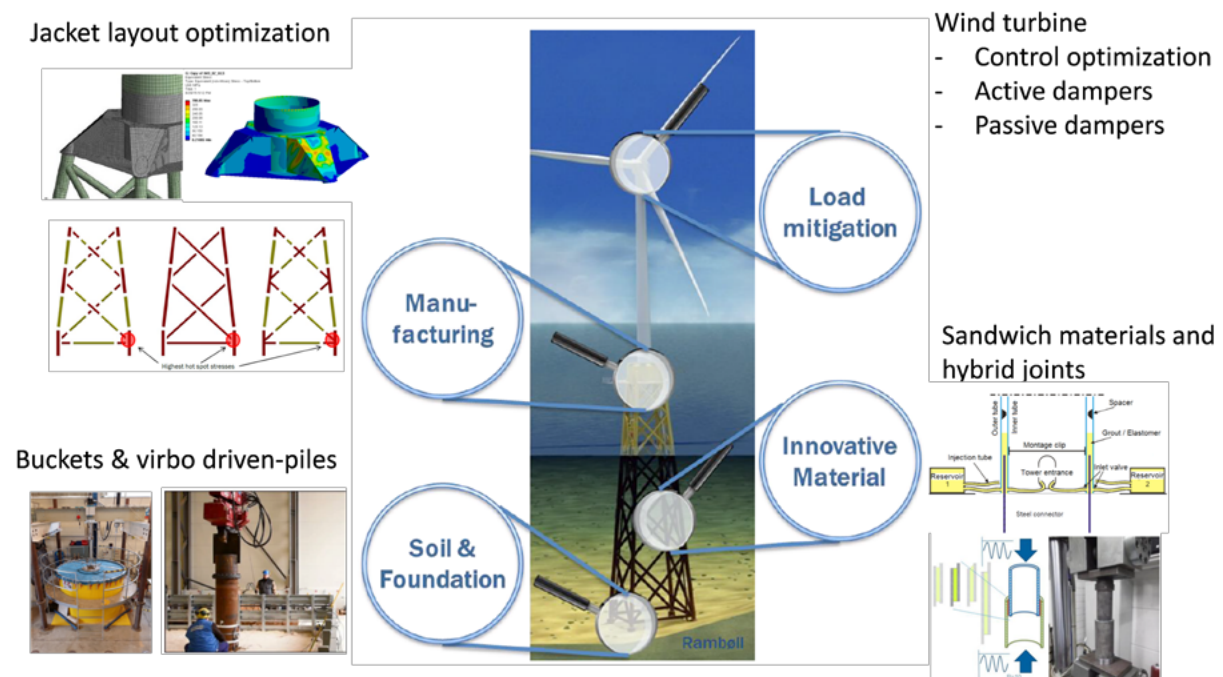 Jacket layout optimization
Highest hot spot stresses
Buckets & virbo driven-piles
Manu-
facturing
Soil &
Foundation
Load
mitigation
Innovative
Material
Rambøll
Wind turbine
- Control optimization
- Active dampers
- Passive dampers
Sandwich materials and
hybrid joints
Outer tube
Inner tube
Spacer
Grout / Elastomer
Montage clip
Injection tube
Tower entrance
Inlet valve
Reservoir
1
Reservoir
2
Steel connector